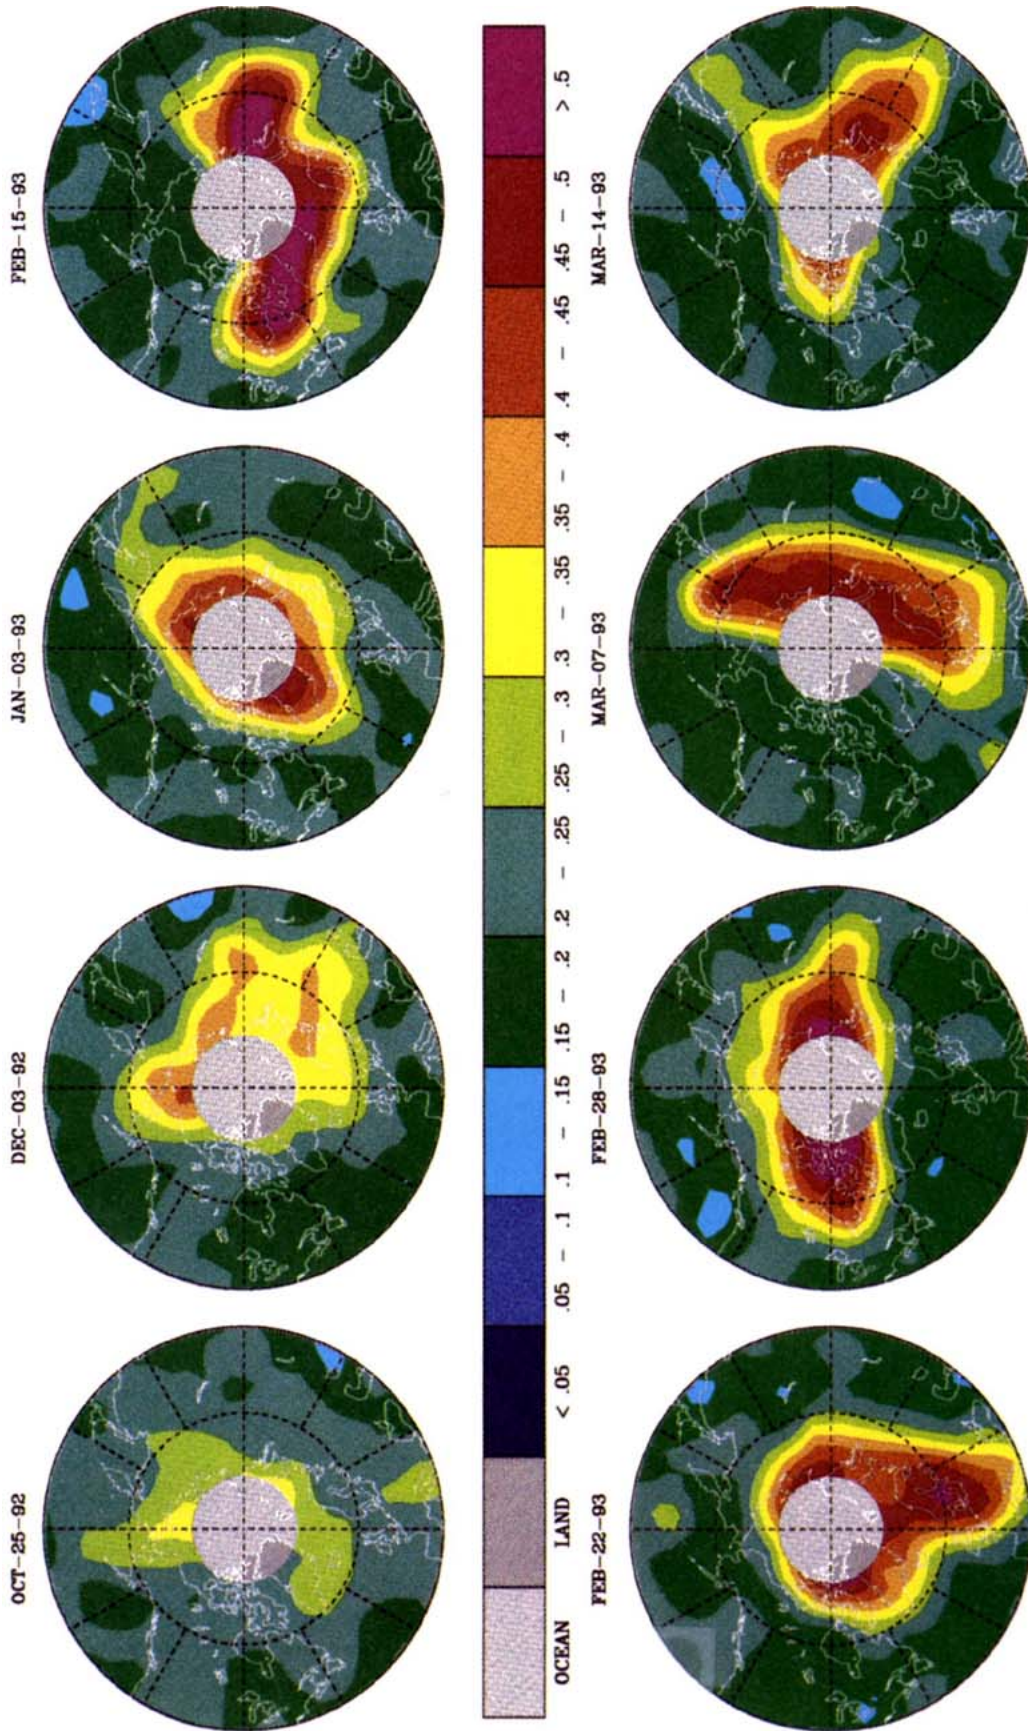 OCT-25-92
DEC-03-92
JAN-03-93
FEB-15-93
OCEAN LAND < .05 .05 - .1 .1 - .15 .15 - .2 .2 - .25 .25 - .3 .3 - .35 .35 - .4 .4 - .45 .45 - .5 > .5
FEB-22-93
FEB-28-93
MAR-07-93
MAR-14-93